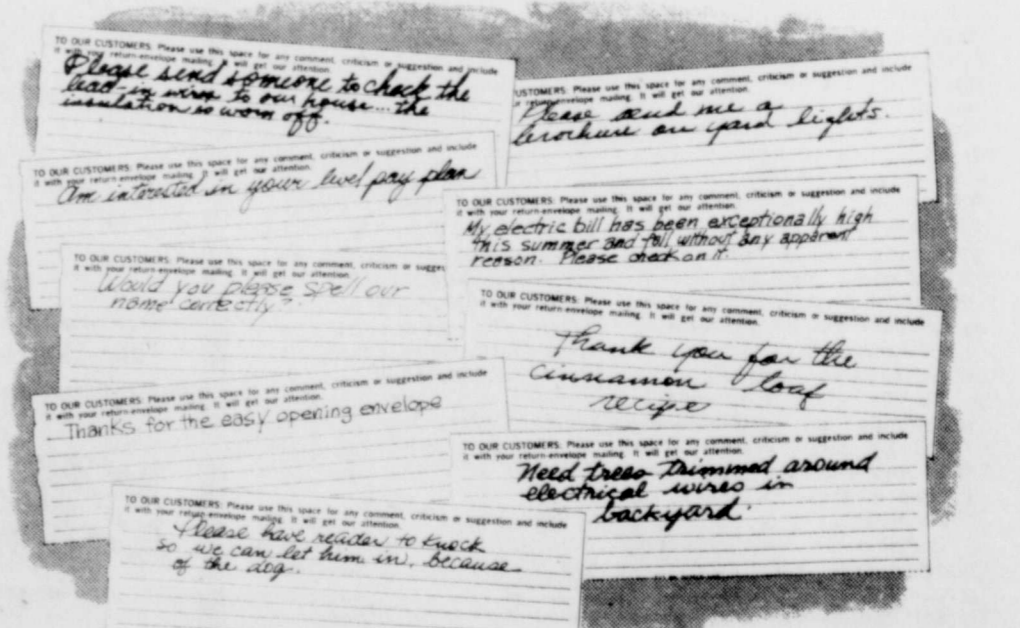 TO OUR CUSTOMERS: Please use this space for any comment, criticism or suggestion and include
it with your return-envelope mailing. It will get our attention.
Please send someone to check the
lead-in wires to our house... the
insulation so worn off.
USTOMERS: Please use this space for any comment, criticism or suggestion and include
r return-envelope mailing. It will get our attention.
Please send me a
brochure on yard lights.
TO OUR CUSTOMERS: Please use this space for any comment, criticism or suggestion and include
it with your return-envelope mailing. It will get our attention.
Am interested in your level pay plan
TO OUR CUSTOMERS: Please use this space for any comment, criticism or suggestion and include
it with your return-envelope mailing. It will get our attention.
My electric bill has been exceptionally high
this summer and fall without any apparent
reason. Please check on it.
TO OUR CUSTOMERS: Please use this space for any comment, criticism or sugges
it with your return-envelope mailing. It will get our attention.
Would you please spell our
name correctly?
TO OUR CUSTOMERS: Please use this space for any comment, criticism or suggestion and include
it with your return-envelope mailing. It will get our attention.
Thank you for the
cinnamon loaf
recipe
TO OUR CUSTOMERS: Please use this space for any comment, criticism or suggestion and include
it with your return-envelope mailing. It will get our attention.
Thanks for the easy opening envelope
TO OUR CUSTOMERS: Please use this space for any comment, criticism or suggestion and include
it with your return-envelope mailing. It will get our attention.
Need trees trimmed around
electrical wires in
backyard.
TO OUR CUSTOMERS: Please use this space for any comment, criticism or suggestion and include
it with your return-envelope mailing. It will get our attention.
Please have reader to knock
so we can let him in, because
of the dog.